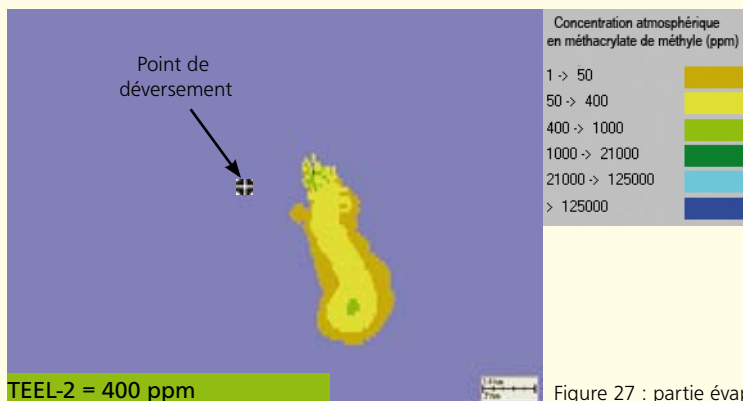 Concentration atmosphérique
en méthacrylate de méthyle (ppm)
1 -> 50
50 -> 400
400 -> 1000
1000 -> 21000
21000 -> 125000
> 125000
Point de
déversement
TEEL-2 = 400 ppm
Figure 27 : partie évap